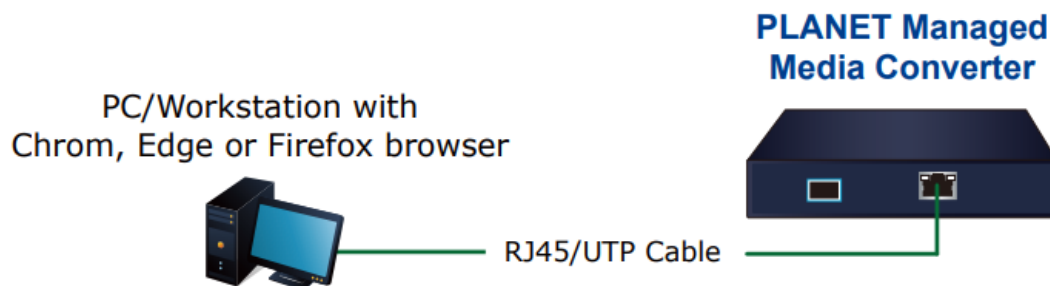 PLANET Managed
Media Converter
PC/Workstation with
Chrom, Edge or Firefox browser
RJ45/UTP Cable